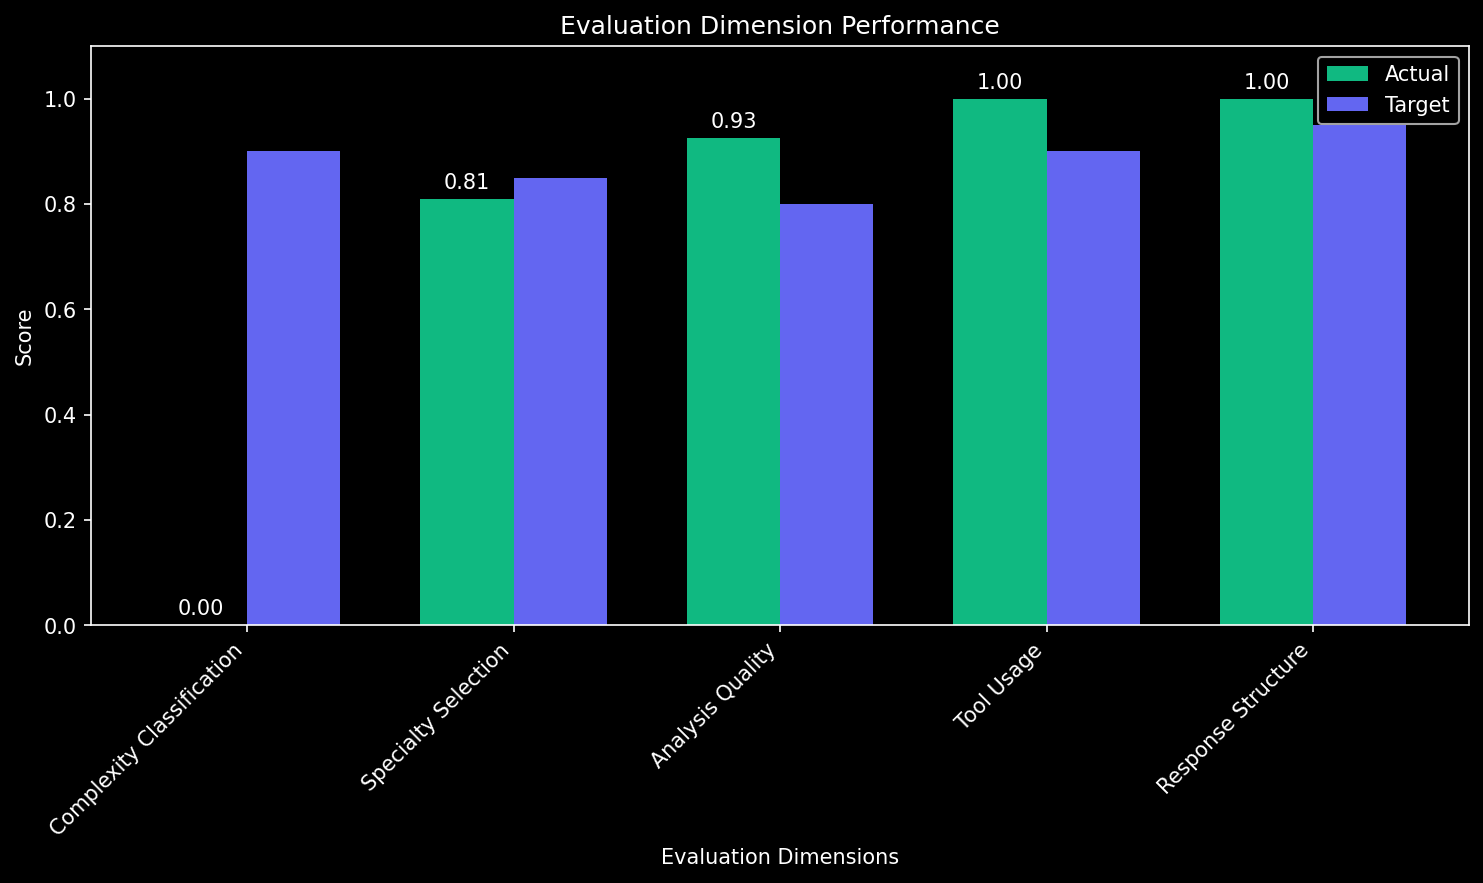 Evaluation Dimension Performance
Actual
Target
1.00
1.00
0.93
0.81
0.00
1.0
0.8
0.6
0.4
0.2
0.0
Score
Complexity Classification
Specialty Selection
Analysis Quality
Tool Usage
Response Structure
Evaluation Dimensions